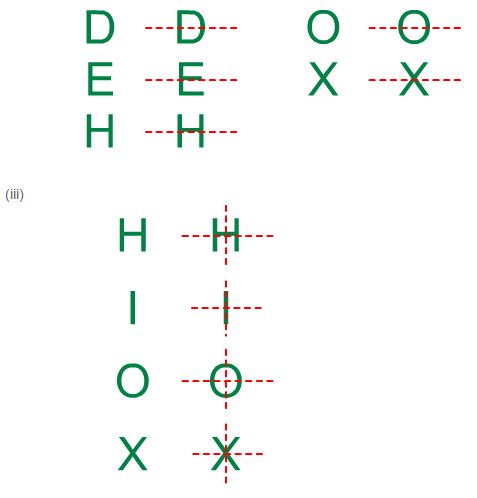 D D O O
E E X X
H H
(iii)
H H
I I
O O
X X